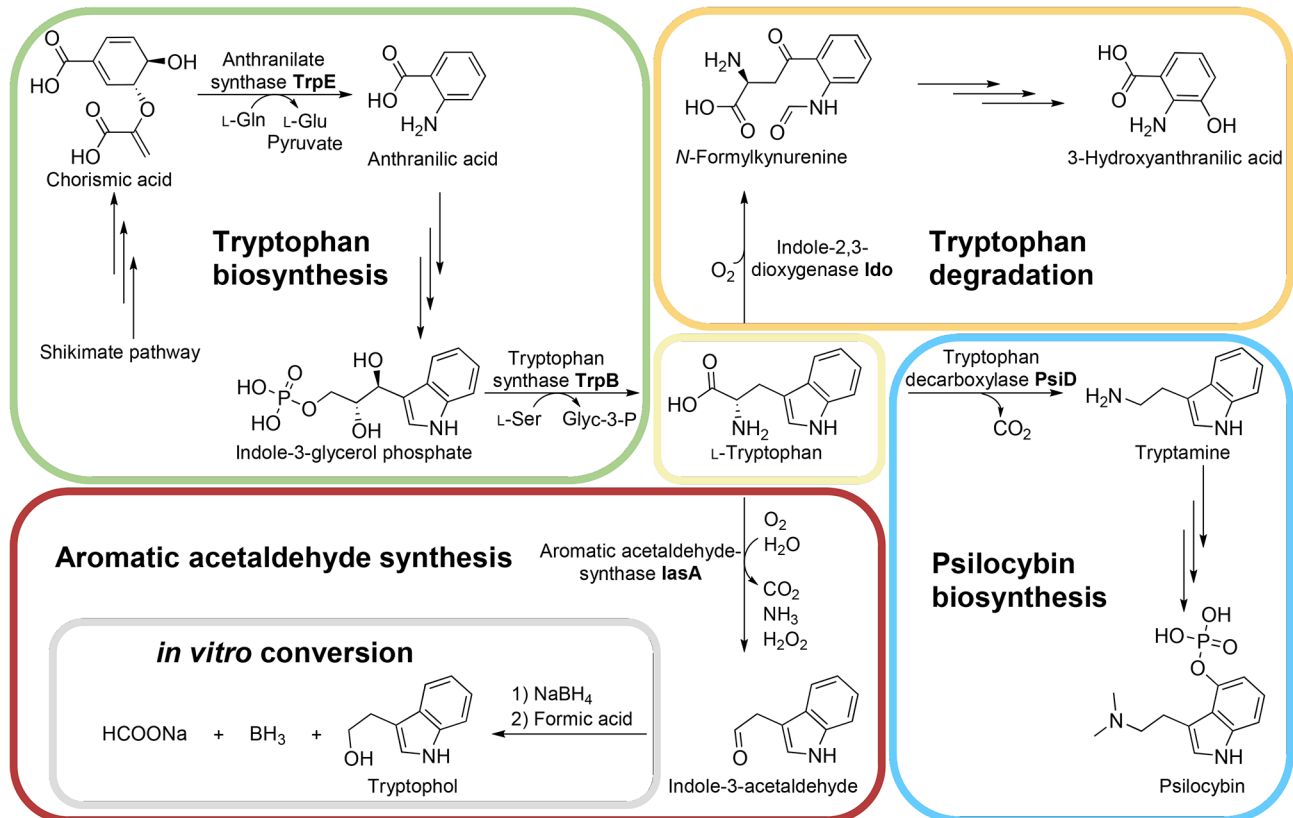 Anthranilate
synthase TrpE
L-Gln
L-Glu
Pyruvate
O
HO
OH
O
O
HO
Chorismic acid
O
HO
H2N
Anthranilic acid
Tryptophan
biosynthesis
Shikimate pathway
HO
O
HO
P
HO
O
OH
NH
Indole-3-glycerol phosphate
Tryptophan
synthase TrpB
L-Ser
Glyc-3-P
O
H2N
HO
O
O
NH
N-Formylkynurenine
O
HO
H2N
OH
3-Hydroxyanthranilic acid
O2
Indole-2,3-
dioxygenase Ido
Tryptophan
degradation
O
HO
NH2
NH
L-Tryptophan
Tryptophan
decarboxylase PsiD
CO2
H2N
NH
Tryptamine
Psilocybin
biosynthesis
OH
HO
P
O
O
N
NH
Psilocybin
Aromatic acetaldehyde synthesis
Aromatic acetaldehyde-
synthase IasA
O2
H2O
CO2
NH3
H2O2
in vitro conversion
HCOONa + BH3 +
OH
NH
Tryptophol
1) NaBH4
2) Formic acid
O
NH
Indole-3-acetaldehyde